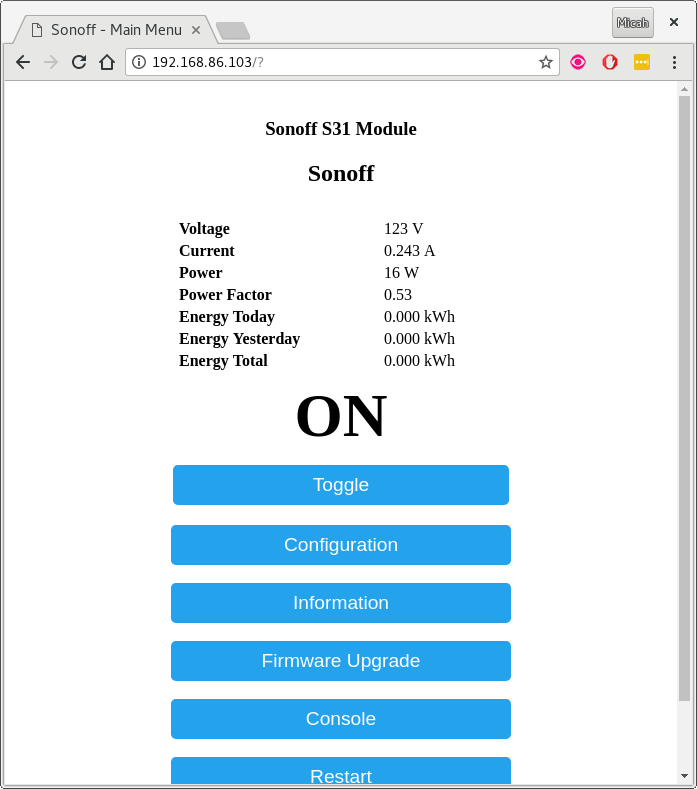 Sonoff - Main Menu
Micah
192.168.86.103/?
Sonoff S31 Module
Sonoff
Voltage 123 V
Current 0.243 A
Power 16 W
Power Factor 0.53
Energy Today 0.000 kWh
Energy Yesterday 0.000 kWh
Energy Total 0.000 kWh
ON
Toggle
Configuration
Information
Firmware Upgrade
Console
Restart